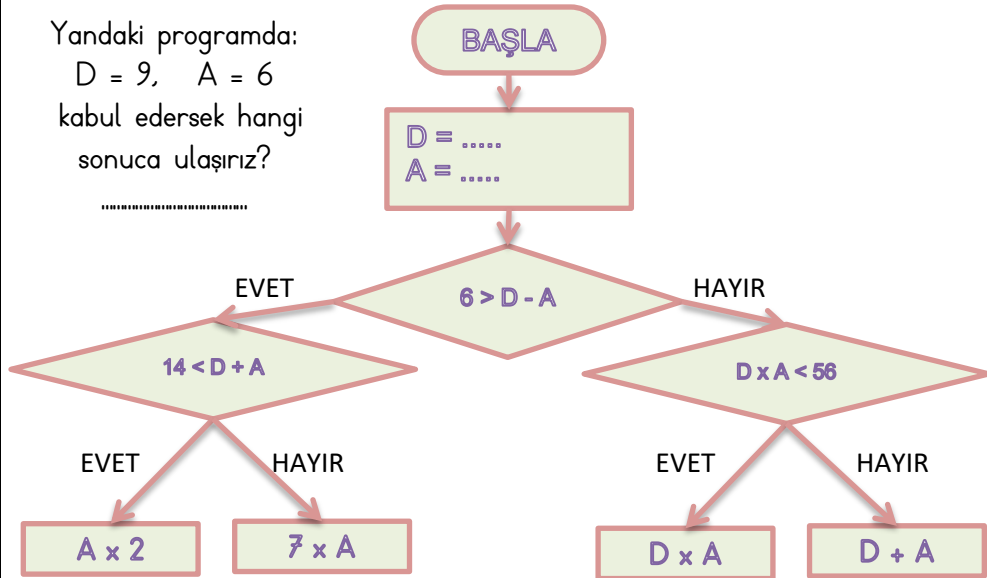 Yandaki programda:
D = 9, A = 6
kabul edersek hangi
sonuca ulaşırız?
......................................
BAŞLA
D = .....
A = .....
6 > D - A
EVET
HAYIR
14 < D + A
D x A < 56
EVET
HAYIR
EVET
HAYIR
A x 2
7 x A
D x A
D + A